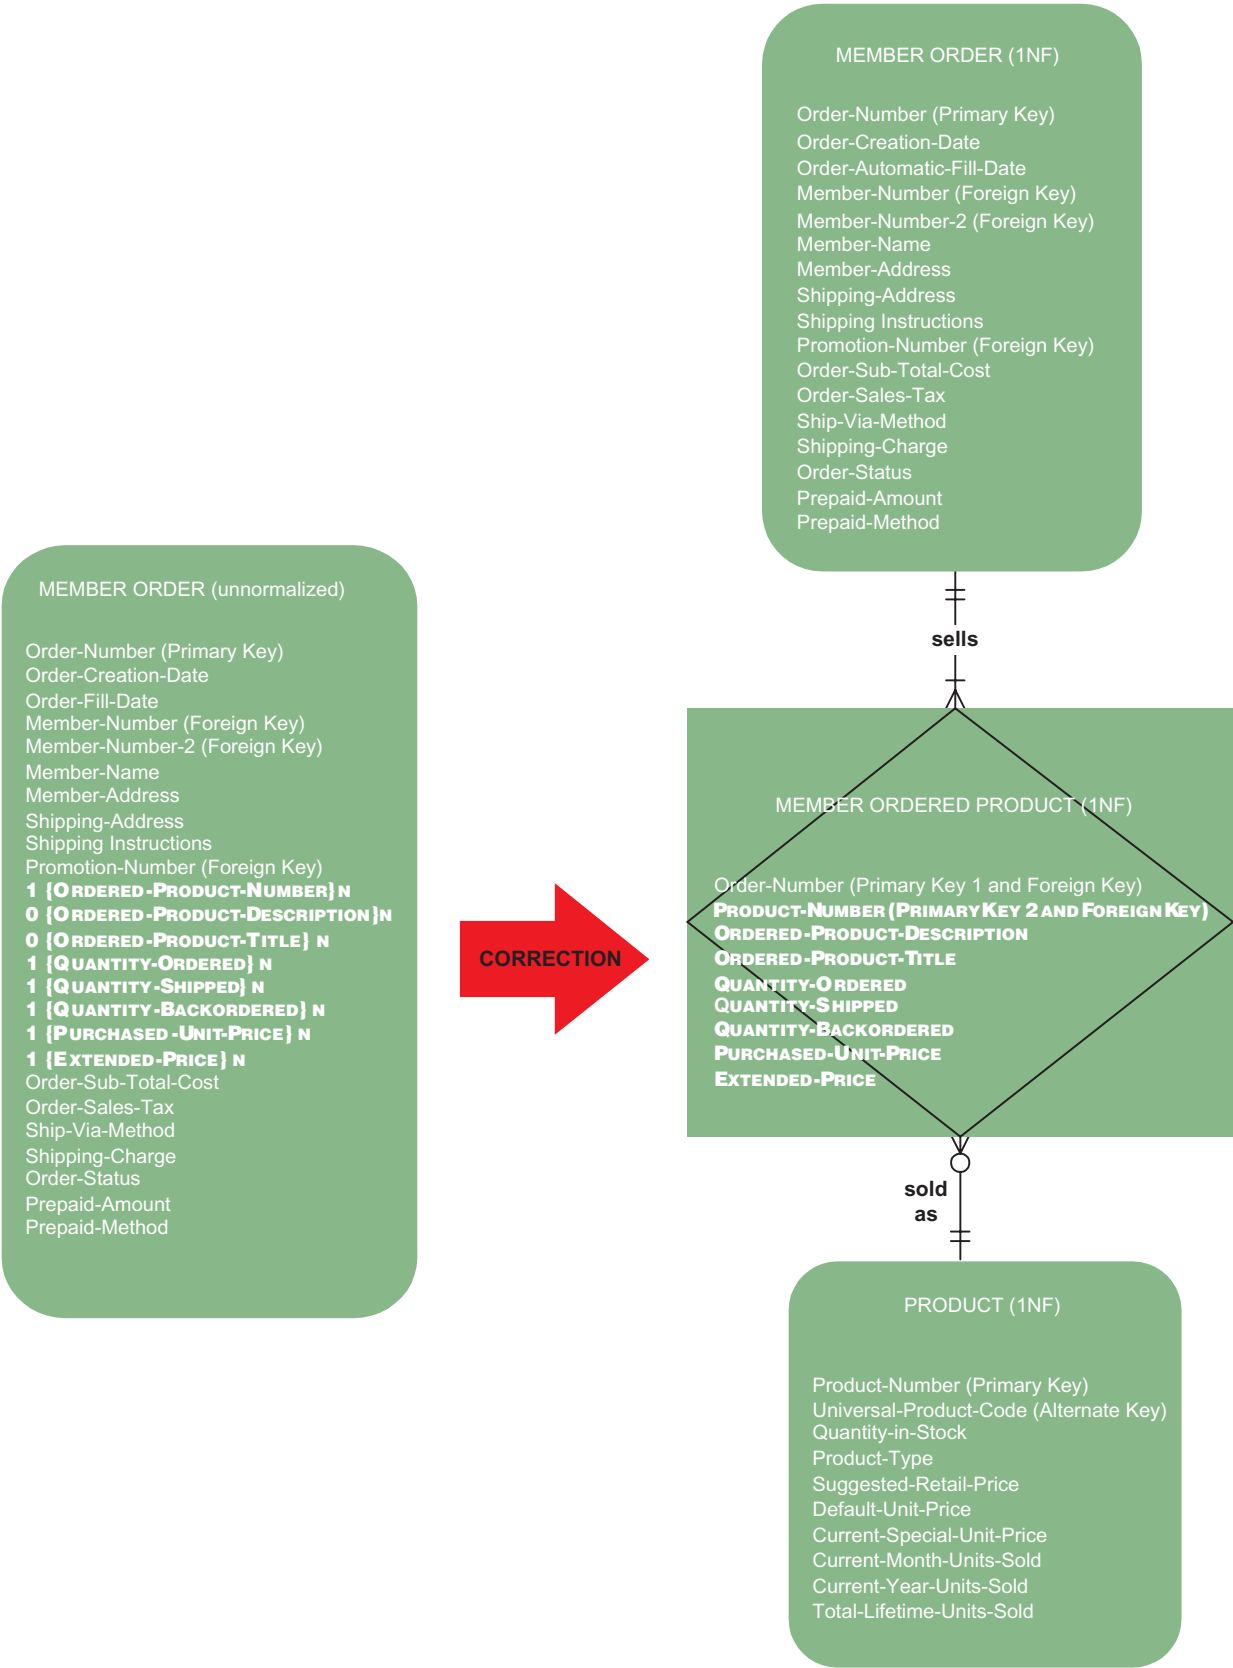 MEMBER ORDER (1NF)
Order-Number (Primary Key)
Order-Creation-Date
Order-Automatic-Fill-Date
Member-Number (Foreign Key)
Member-Number-2 (Foreign Key)
Member-Name
Member-Address
Shipping-Address
Shipping Instructions
Promotion-Number (Foreign Key)
Order-Sub-Total-Cost
Order-Sales-Tax
Ship-Via-Method
Shipping-Charge
Order-Status
Prepaid-Amount
Prepaid-Method
MEMBER ORDER (unnormalized)
Order-Number (Primary Key)
Order-Creation-Date
Order-Fill-Date
Member-Number (Foreign Key)
Member-Number-2 (Foreign Key)
Member-Name
Member-Address
Shipping-Address
Shipping Instructions
Promotion-Number (Foreign Key)
1 {ORDERED-PRODUCT-NUMBER} N
0 {ORDERED-PRODUCT-DESCRIPTION} N
0 {ORDERED-PRODUCT-TITLE} N
1 {QUANTITY-ORDERED} N
1 {QUANTITY-SHIPPED} N
1 {QUANTITY-BACKORDERED} N
1 {PURCHASED-UNIT-PRICE} N
1 {EXTENDED-PRICE} N
Order-Sub-Total-Cost
Order-Sales-Tax
Ship-Via-Method
Shipping-Charge
Order-Status
Prepaid-Amount
Prepaid-Method
CORRECTION
sells
MEMBER ORDERED PRODUCT (1NF)
Order-Number (Primary Key 1 and Foreign Key)
PRODUCT-NUMBER (PRIMARY KEY 2 AND FOREIGN KEY)
ORDERED-PRODUCT-DESCRIPTION
ORDERED-PRODUCT-TITLE
QUANTITY-ORDERED
QUANTITY-SHIPPED
QUANTITY-BACKORDERED
PURCHASED-UNIT-PRICE
EXTENDED-PRICE
sold
as
PRODUCT (1NF)
Product-Number (Primary Key)
Universal-Product-Code (Alternate Key)
Quantity-in-Stock
Product-Type
Suggested-Retail-Price
Default-Unit-Price
Current-Special-Unit-Price
Current-Month-Units-Sold
Current-Year-Units-Sold
Total-Lifetime-Units-Sold